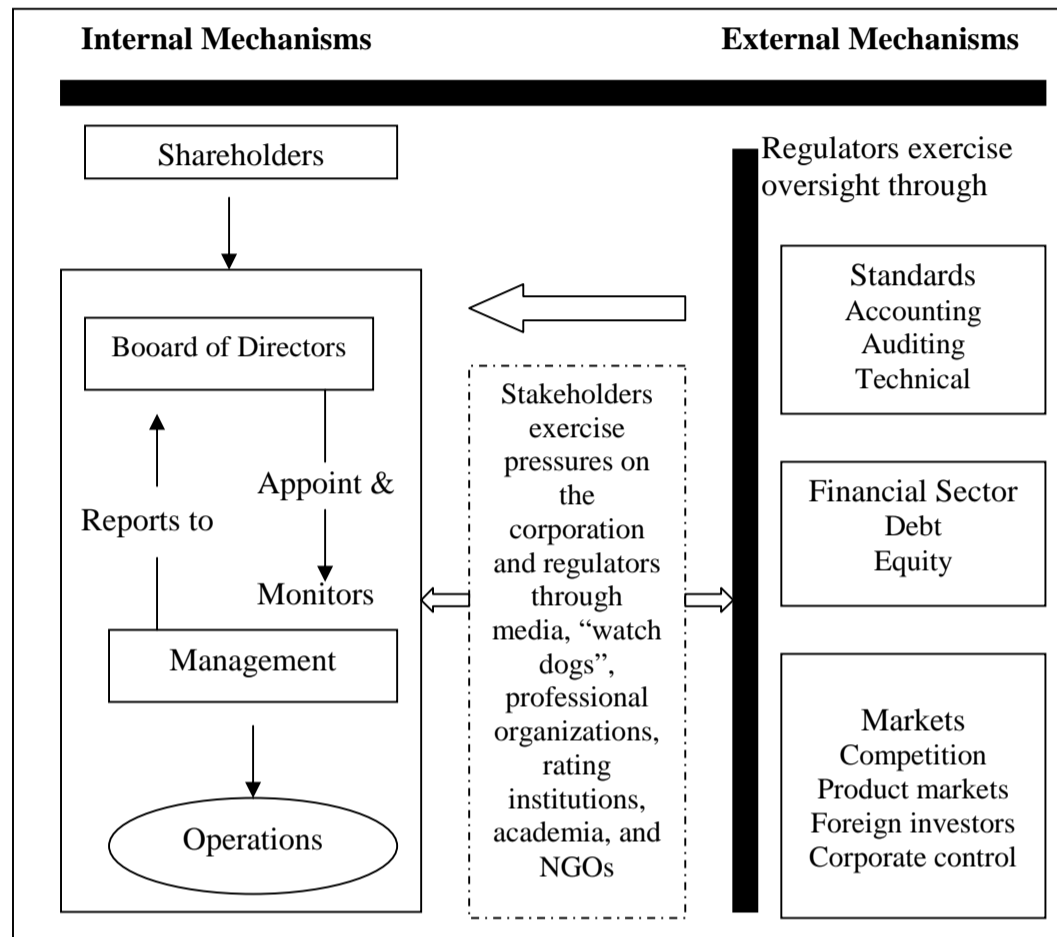 Internal Mechanisms
External Mechanisms
Shareholders
Booard of Directors
Reports to
Appoint &
Monitors
Management
Operations
Stakeholders
exercise
pressures on
the
corporation
and regulators
through
media, “watch
dogs”,
professional
organizations,
rating
institutions,
academia, and
NGOs
Regulators exercise
oversight through
Standards
Accounting
Auditing
Technical
Financial Sector
Debt
Equity
Markets
Competition
Product markets
Foreign investors
Corporate control